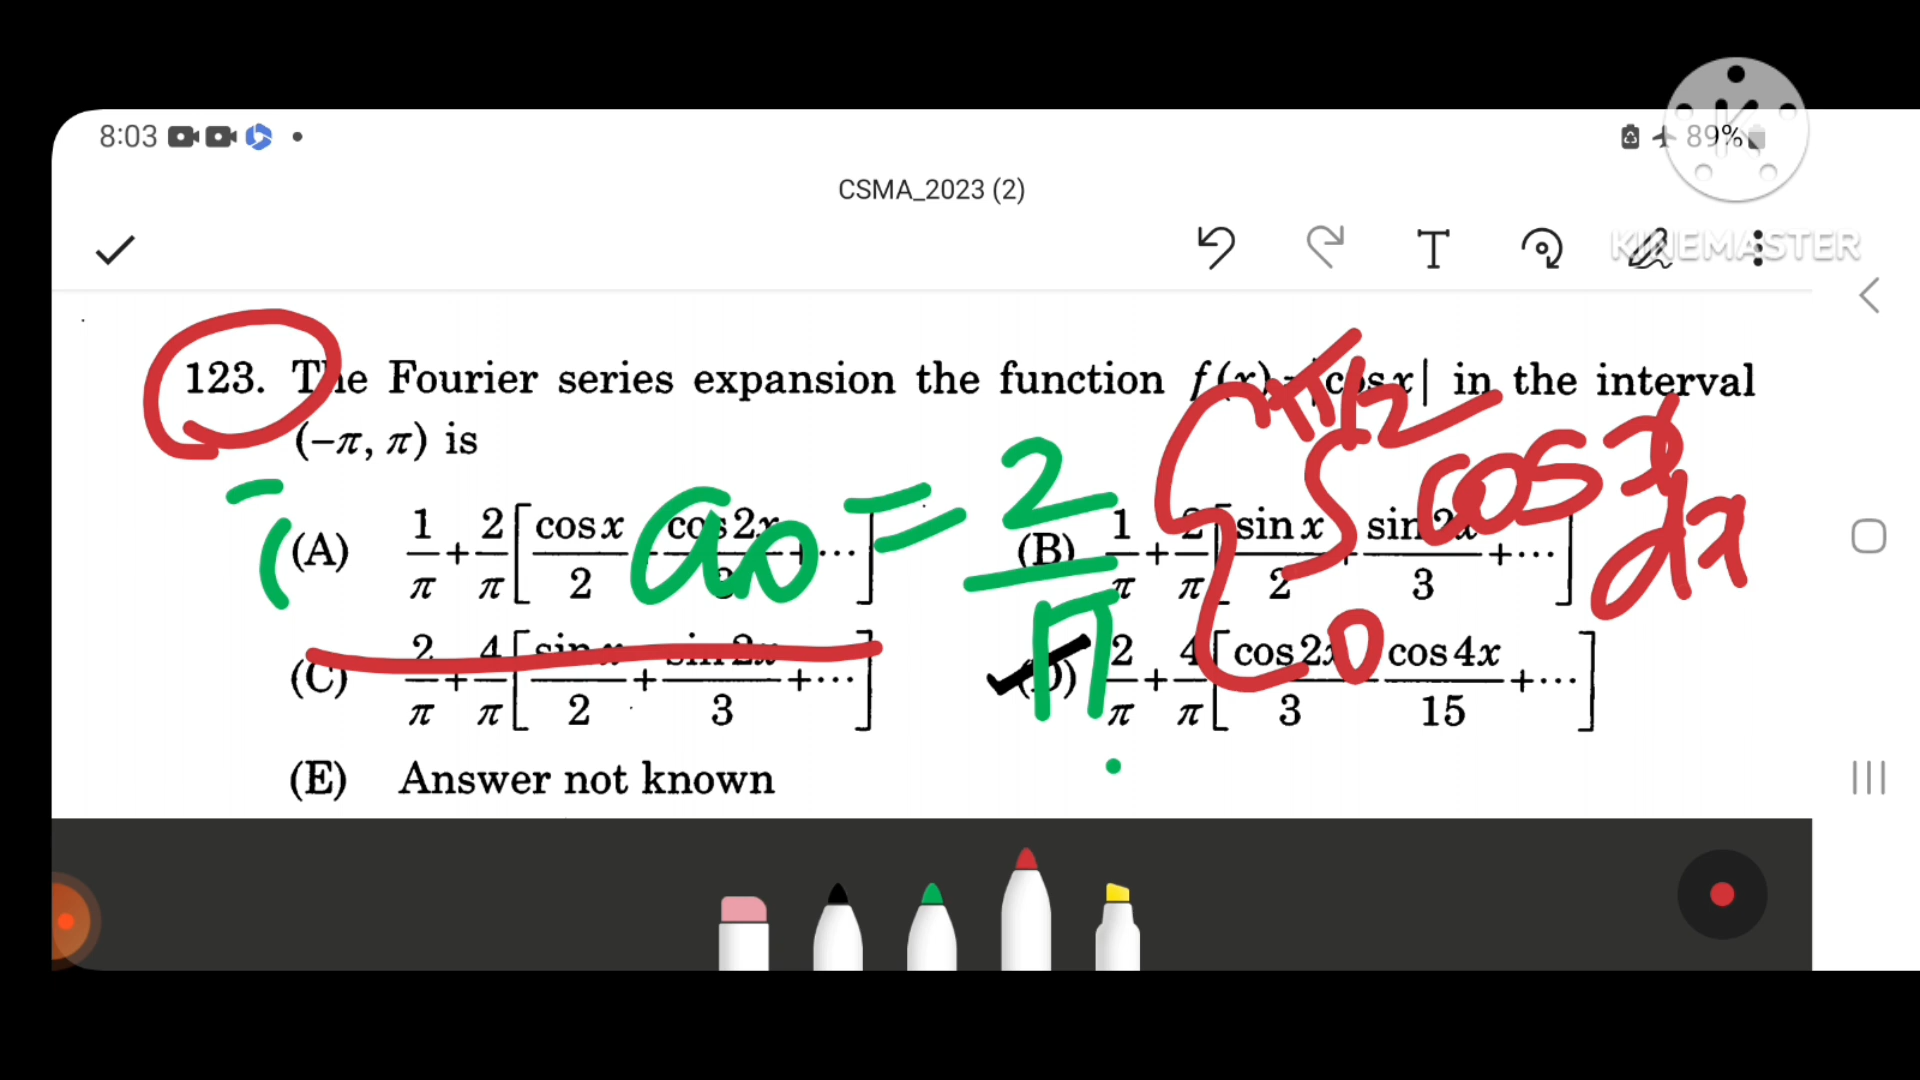 8:03
89%
CSMA_2023 (2)
T
KINEMASTER
123. The Fourier series expansion the function f(x) = |cos x| in the interval
(−π, π) is
(A) 1/π + 2/π [cos x/2 + cos 2x/3 + ⋯]
(B) 1/π + 2/π [sin x/2 + sin 2x/3 + ⋯]
(C) 2/π + 4/π [sin x/2 + sin 2x/3 + ⋯]
(D) 2/π + 4/π [cos 2x/3 cos 4x/15 + ⋯]
(E) Answer not known
a0 = 2/π { ∫ 0 π/2 cos x dx